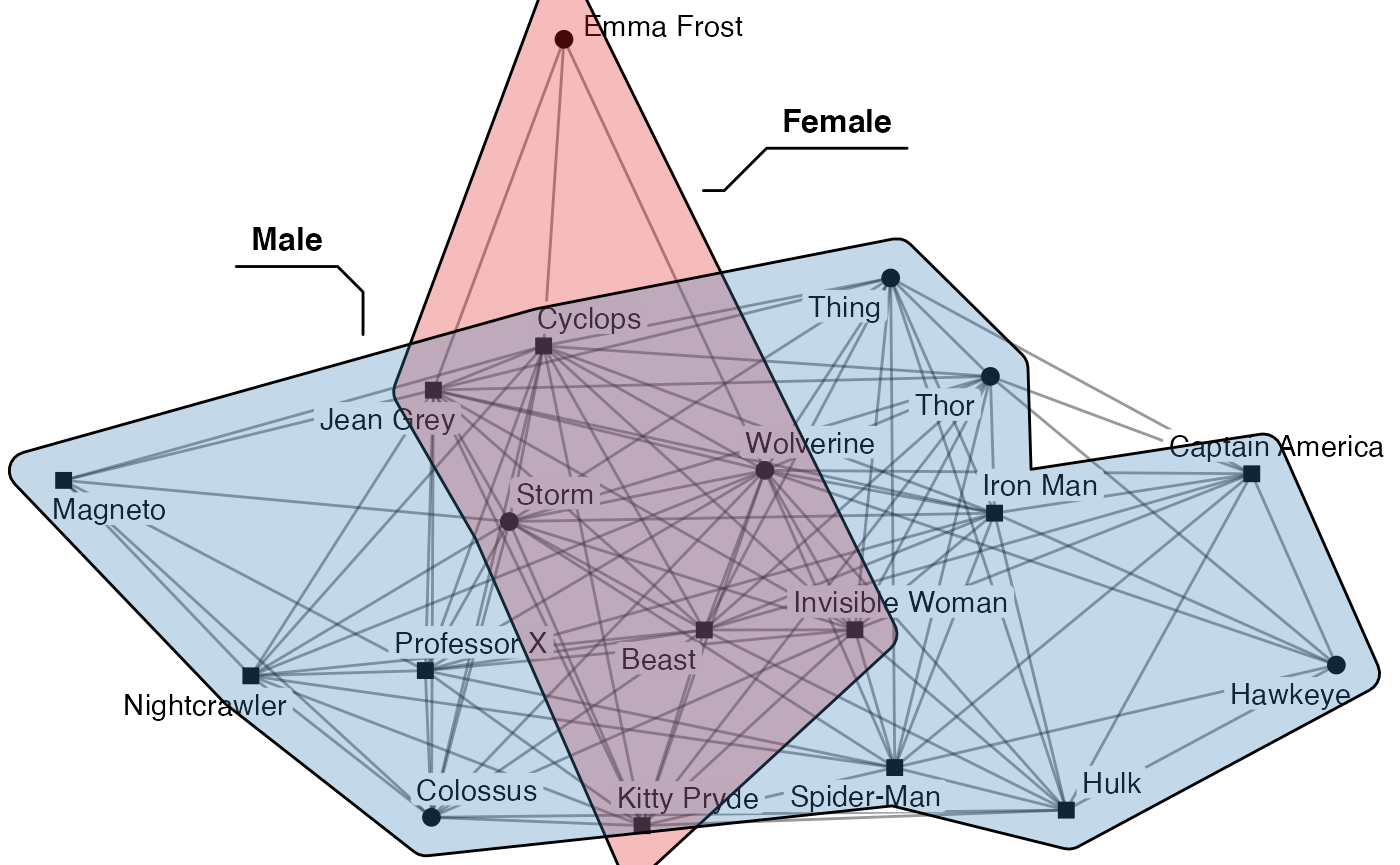 Emma Frost
Female
Male
Thing
Cyclops
Thor
Jean Grey
Wolverine
Captain America
Storm
Iron Man
Magneto
Invisible Woman
Professor X
Beast
Hawkeye
Nightcrawler
Hulk
Colossus
Kitty Pryde
Spider-Man